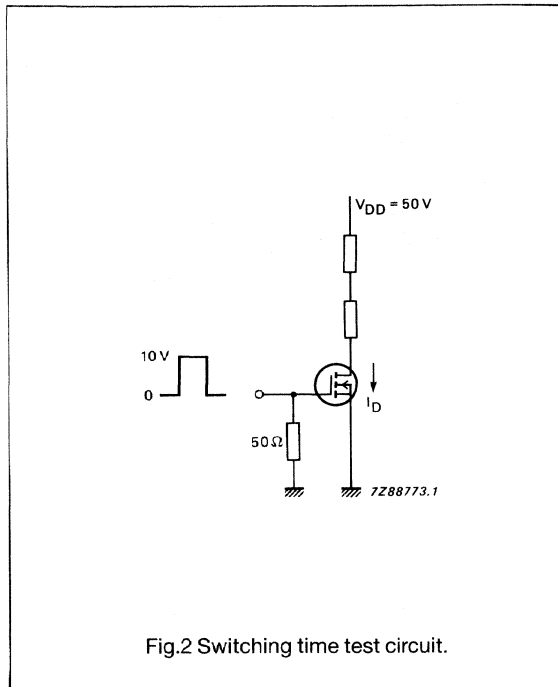 V_DD = 50 V
10 V
0
I_D
50 Ω
7Z88773.1
Fig.2 Switching time test circuit.